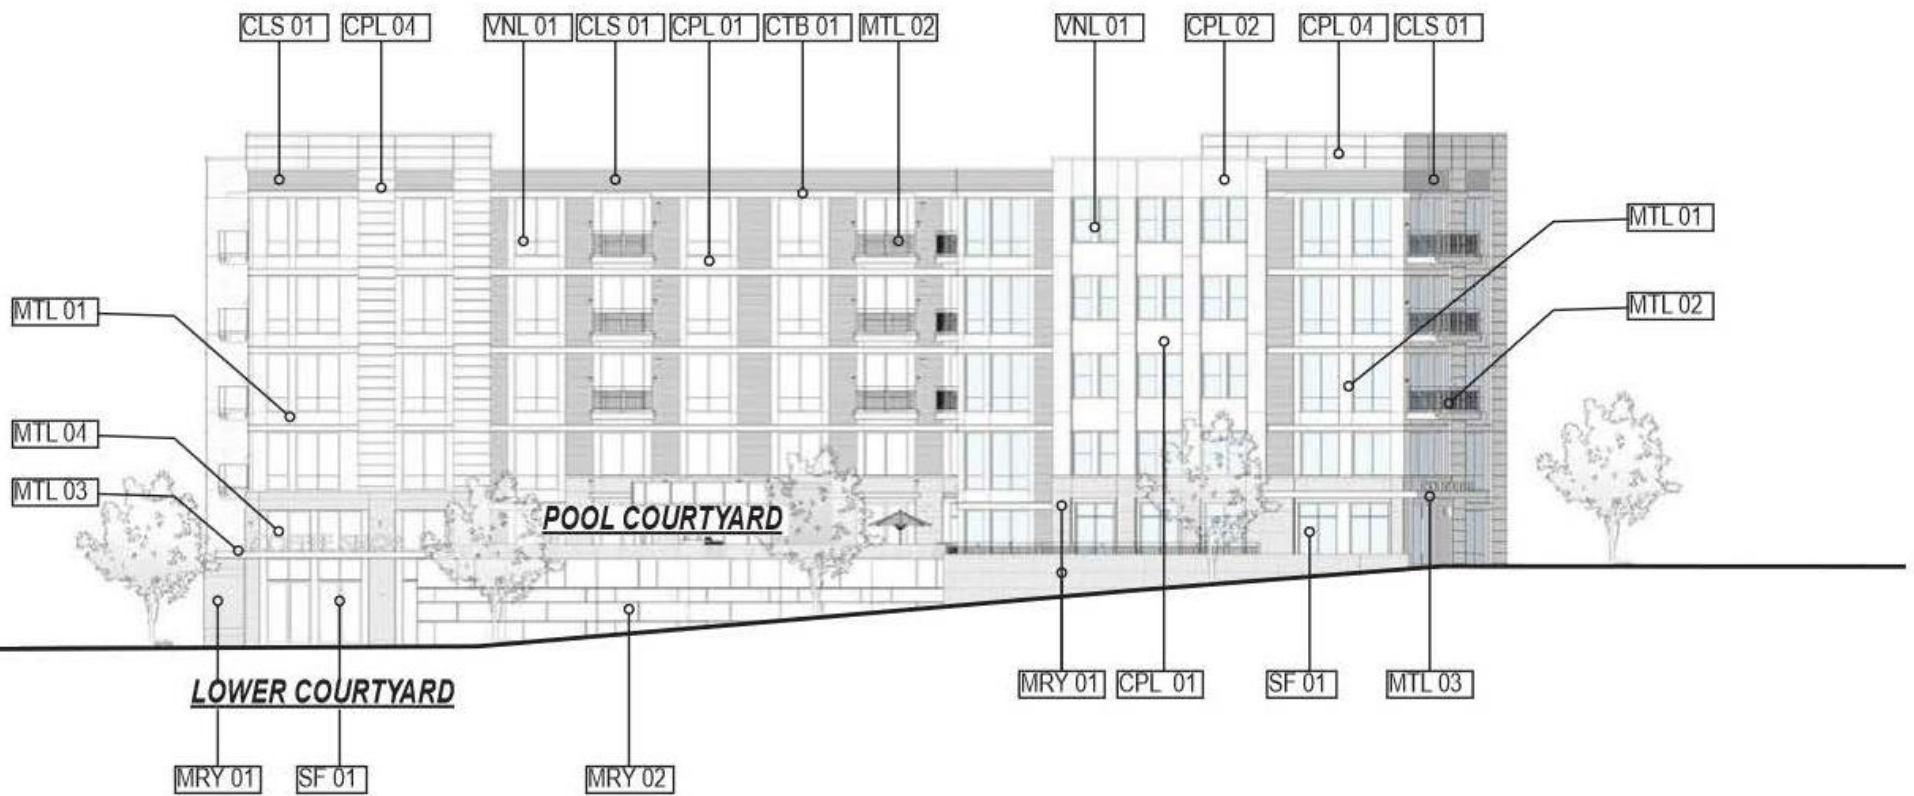 CLS 01
CPL 04
VNL 01
CLS 01
CPL 01
CTB 01
MTL 02
VNL 01
CPL 02
CPL 04
CLS 01
MTL 01
MTL 02
MTL 01
MTL 04
MTL 03
POOL COURTYARD
LOWER COURTYARD
MRY 01
CPL 01
SF 01
MTL 03
MRY 01
SF 01
MRY 02